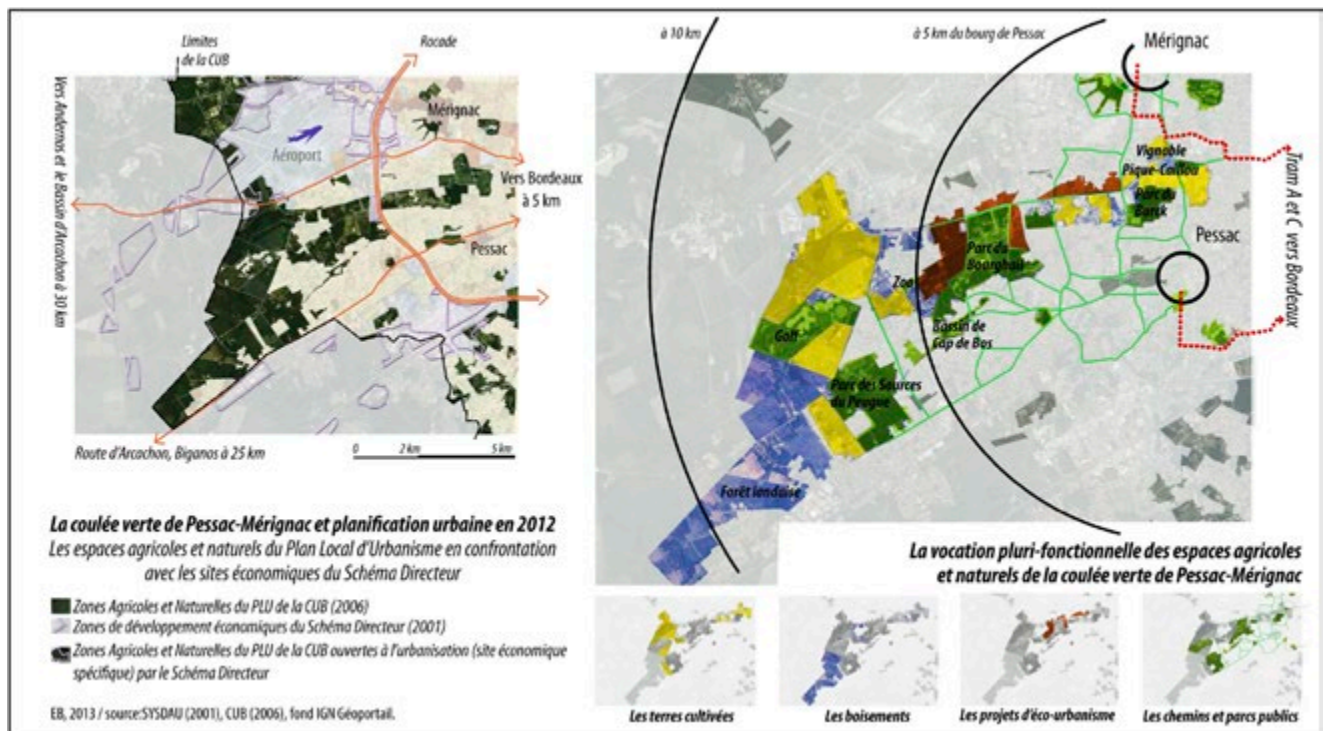 Limites
de la CUB
Rocade
Vers Andernos et le Bassin d'Arcachon à 30 km
Mérignac
Aéroport
Vers Bordeaux
à 5 km
Pessac
Route d'Arcachon, Biganos à 25 km
0 2 km 5 km
La coulée verte de Pessac-Mérignac et planification urbaine en 2012
Les espaces agricoles et naturels du Plan Local d'Urbanisme en confrontation
avec les sites économiques du Schéma Directeur
Zones Agricoles et Naturelles du PLU de la CUB (2006)
Zones de développement économiques du Schéma Directeur (2001)
Zones Agricoles et Naturelles du PLU de la CUB ouvertes à l'urbanisation (site économique
spécifique) par le Schéma Directeur
EB, 2013 / source:SYSDAU (2001), CUB (2006), fond IGN Géoportail.
à 10 km
à 5 km du bourg de Pessac
Mérignac
Vignoble
Pique-Caillou
Parc du
Burck
Tram A et C vers Bordeaux
Pessac
Parc du
Bourghail
Zoo
Bassin de
Cap de Bos
Golf
Parc des Sources
du Peugue
Forêt landaise
La vocation pluri-fonctionnelle des espaces agricoles
et naturels de la coulée verte de Pessac-Mérignac
Les terres cultivées
Les boisements
Les projets d'éco-urbanisme
Les chemins et parcs publics